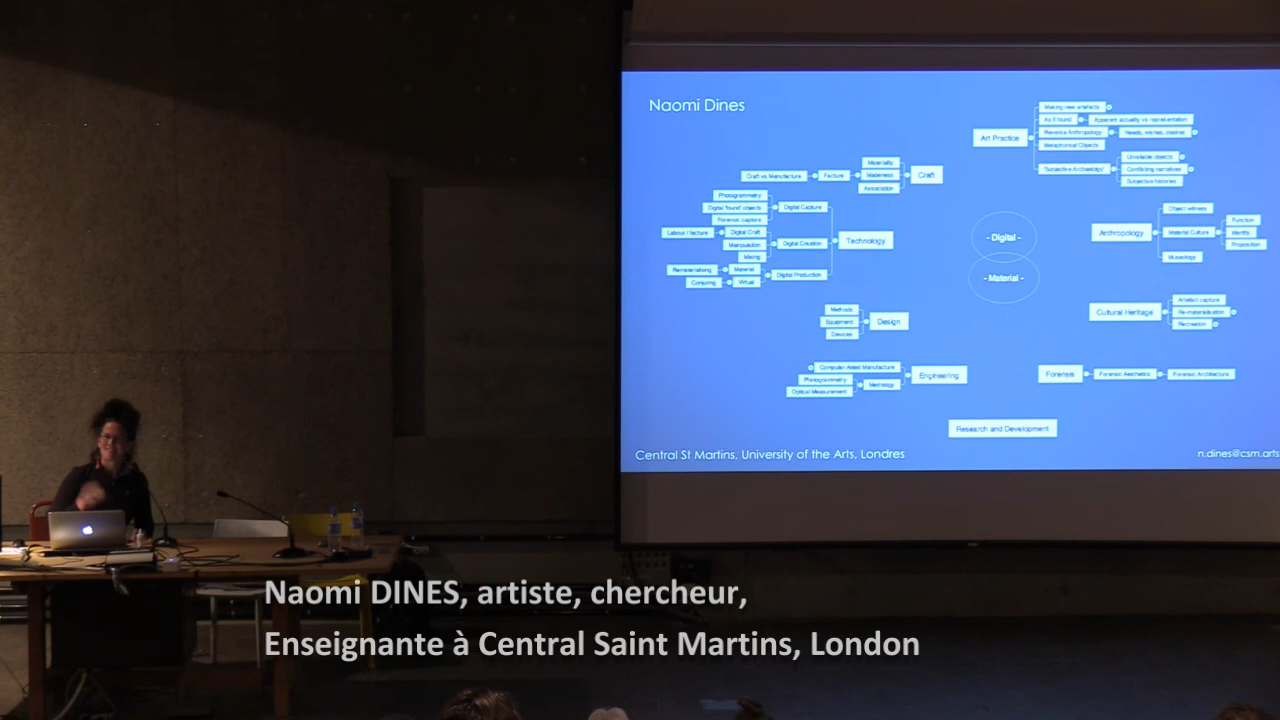 Naomi Dines
Making new artefacts
As if found
Apparent actuality vs representation
Art Practice
Reverse Anthropology
Needs, wishes, desires
Metaphorical Objects
Unreliable objects
'Subjective Archaeology'
Conflicting narratives
Subjective histories
Materiality
Craft vs Manufacture
Facture
Madeness
Craft
Association
Photogrammetry
Digital 'found' objects
Digital Capture
Forensic capture
Labour / facture
Digital Craft
Manipulation
Digital Creation
Technology
Mixing
Rematerialising
Material
Digital Production
Virtual
- Digital -
- Material -
Object witness
Anthropology
Material Culture
Function
Identity
Museology
Artefact capture
Cultural Heritage
Re-materialisation
Recreation
Methods
Equipment
Design
Devices
Computer Aided Manufacture
Engineering
Photogrammetry
Metrology
Optical Measurement
Forensis
Forensic Aesthetics
Forensic Architecture
Research and Development
Central St Martins, University of the Arts, Londres
n.dines@csm.arts
Naomi DINES, artiste, chercheur,
Enseignante à Central Saint Martins, London